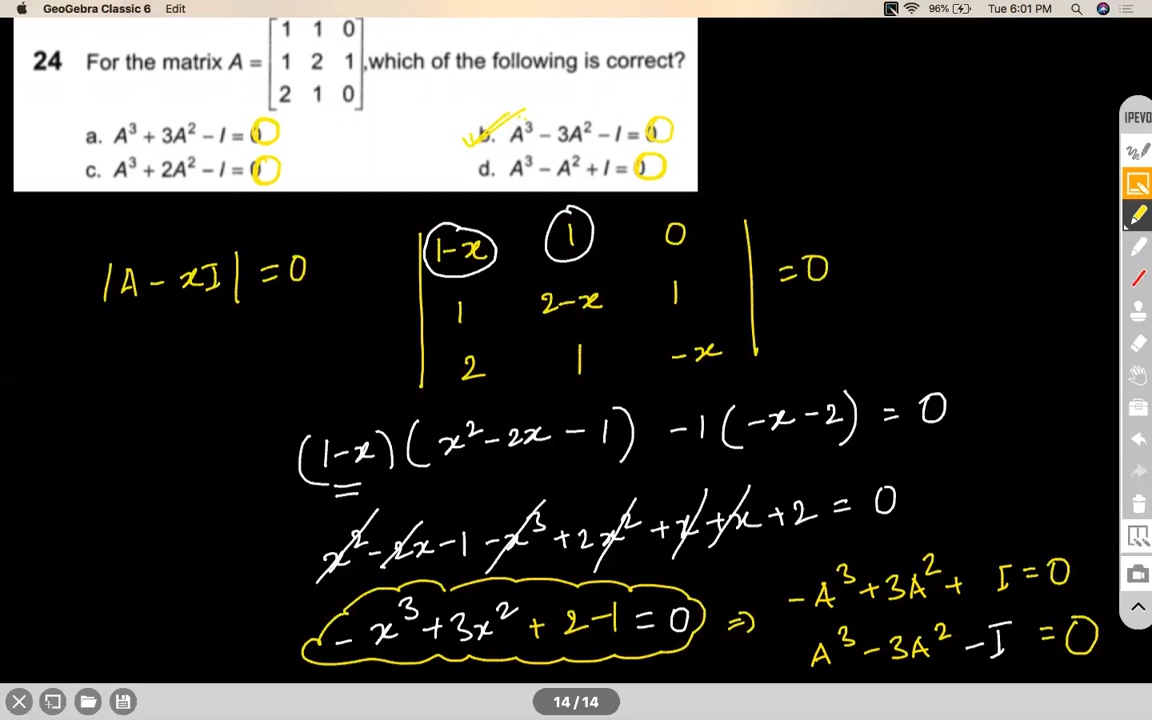 GeoGebra Classic 6 Edit 96% Tue 6:01 PM
1 1 0
24 For the matrix A = 1 2 1 ,which of the following is correct?
2 1 0
a. A³ + 3A² – I = 0 b. A³ – 3A² – I = 0
c. A³ + 2A² – I = 0 d. A³ – A² + I = 0
IPEVO
|A - xI| = 0
1-x 1 0
1 2-x 1 = 0
2 1 -x
(1-x)(x²-2x-1) -1(-x-2) = 0
x²-2x-1-x³+2x²+x+x+2 = 0
-x³+3x²+2-1 = 0 ⇒ -A³+3A²+ I = 0
A³-3A²-I = 0
14 / 14